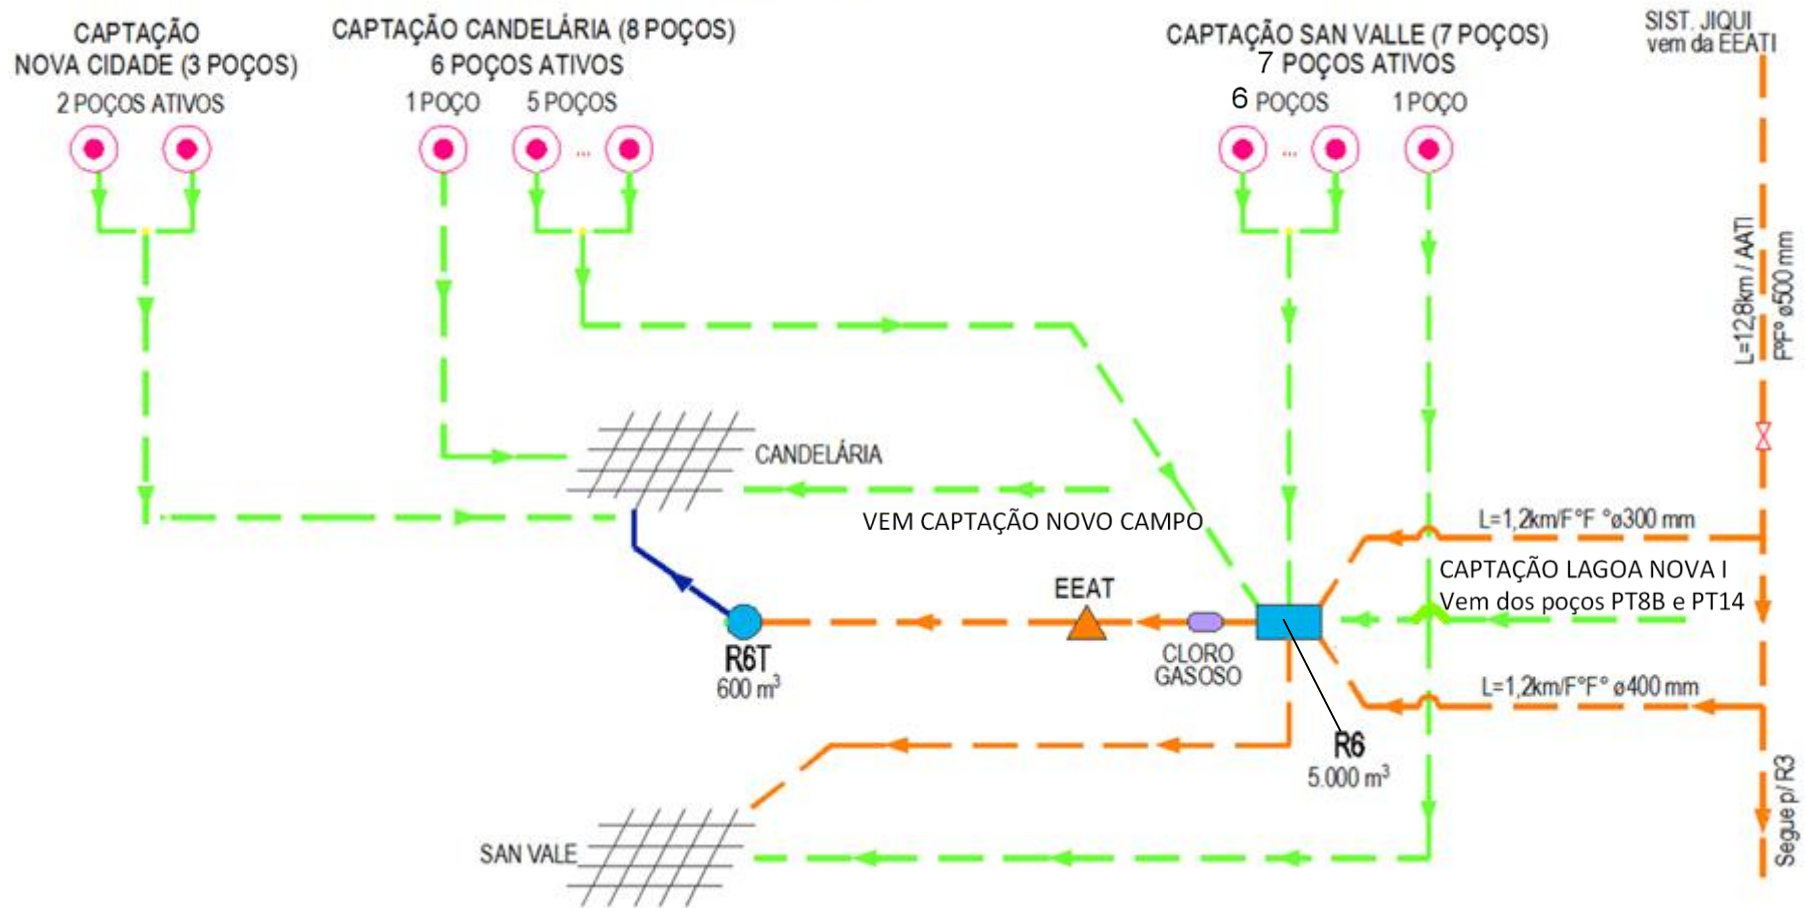 CAPTAÇÃO
NOVA CIDADE (3 POÇOS)
2 POÇOS ATIVOS
CAPTAÇÃO CANDELÁRIA (8 POÇOS)
6 POÇOS ATIVOS
1 POÇO
5 POÇOS
...
CAPTAÇÃO SAN VALLE (7 POÇOS)
7 POÇOS ATIVOS
6 POÇOS
1 POÇO
...
SIST. JIQUI
vem da EEATI
L=12,8km / AATI
FºFº ø500 mm
CANDELÁRIA
VEM CAPTAÇÃO NOVO CAMPO
L=1,2km/F°F °ø300 mm
CAPTAÇÃO LAGOA NOVA I
Vem dos poços PT8B e PT14
EEAT
CLORO
GASOSO
R6T
600 m³
L=1,2km/F°F° ø400 mm
R6
5.000 m³
SAN VALE
Segue p/ R3